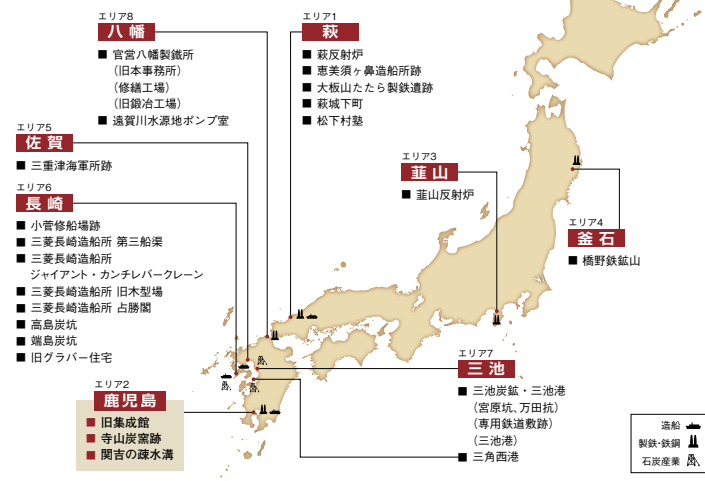 エリア8
八幡
■ 官営八幡製鐵所
（旧本事務所）
（修繕工場）
（旧鍛冶工場）
■ 遠賀川水源地ポンプ室
エリア1
萩
■ 萩反射炉
■ 恵美須ヶ鼻造船所跡
■ 大板山たたら製鉄遺跡
■ 萩城下町
■ 松下村塾
エリア5
佐賀
■ 三重津海軍所跡
エリア3
韮山
■ 韮山反射炉
エリア6
長崎
■ 小菅修船場跡
■ 三菱長崎造船所 第三船渠
■ 三菱長崎造船所
ジャイアント・カンチレバークレーン
■ 三菱長崎造船所 旧木型場
■ 三菱長崎造船所 占勝閣
■ 高島炭坑
■ 端島炭坑
■ 旧グラバー住宅
エリア4
釜石
■ 橋野鉄鉱山
エリア2
鹿児島
■ 旧集成館
■ 寺山炭窯跡
■ 関吉の疎水溝
エリア7
三池
■ 三池炭鉱・三池港
（宮原坑、万田抗）
（専用鉄道敷跡）
（三池港）
■ 三角西港
造船
製鉄・鉄鋼
石炭産業